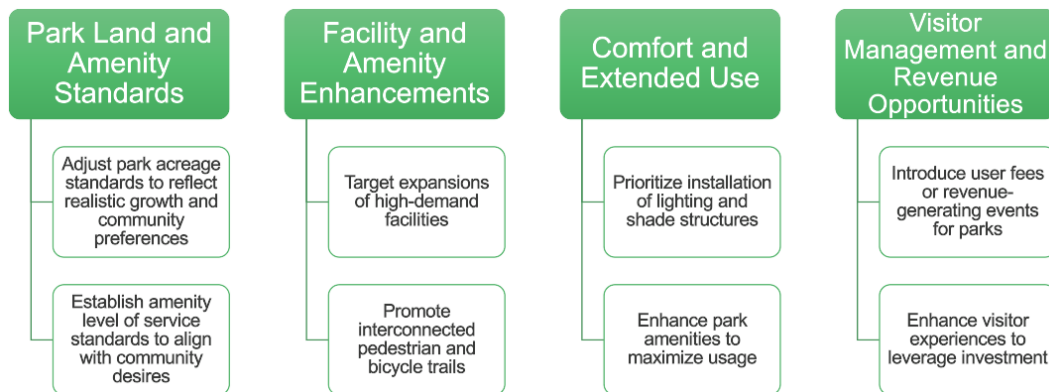 Park Land and
Amenity
Standards
Adjust park acreage
standards to reflect
realistic growth and
community
preferences
Establish amenity
level of service
standards to align
with community
desires
Facility and
Amenity
Enhancements
Target expansions
of high-demand
facilities
Promote
interconnected
pedestrian and
bicycle trails
Comfort and
Extended Use
Prioritize installation
of lighting and
shade structures
Enhance park
amenities to
maximize usage
Visitor
Management and
Revenue
Opportunities
Introduce user fees
or revenue-
generating events
for parks
Enhance visitor
experiences to
leverage investment